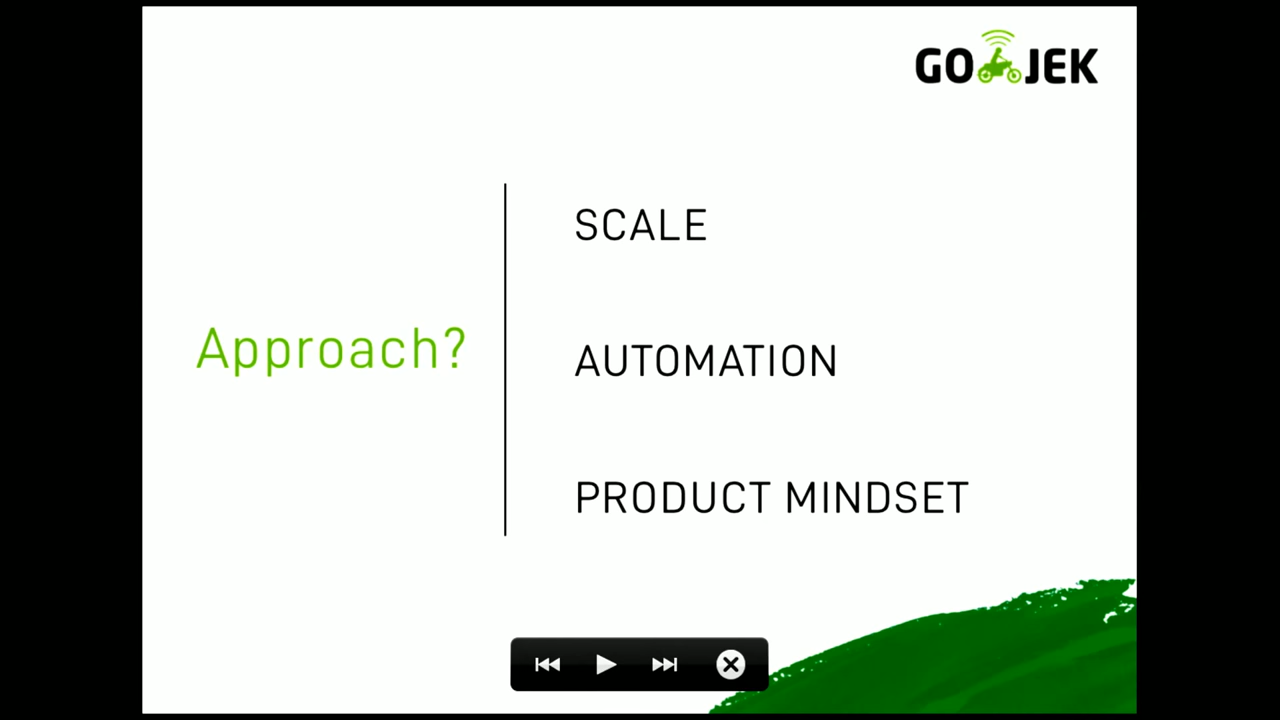 GO JEK
SCALE
Approach?
AUTOMATION
PRODUCT MINDSET